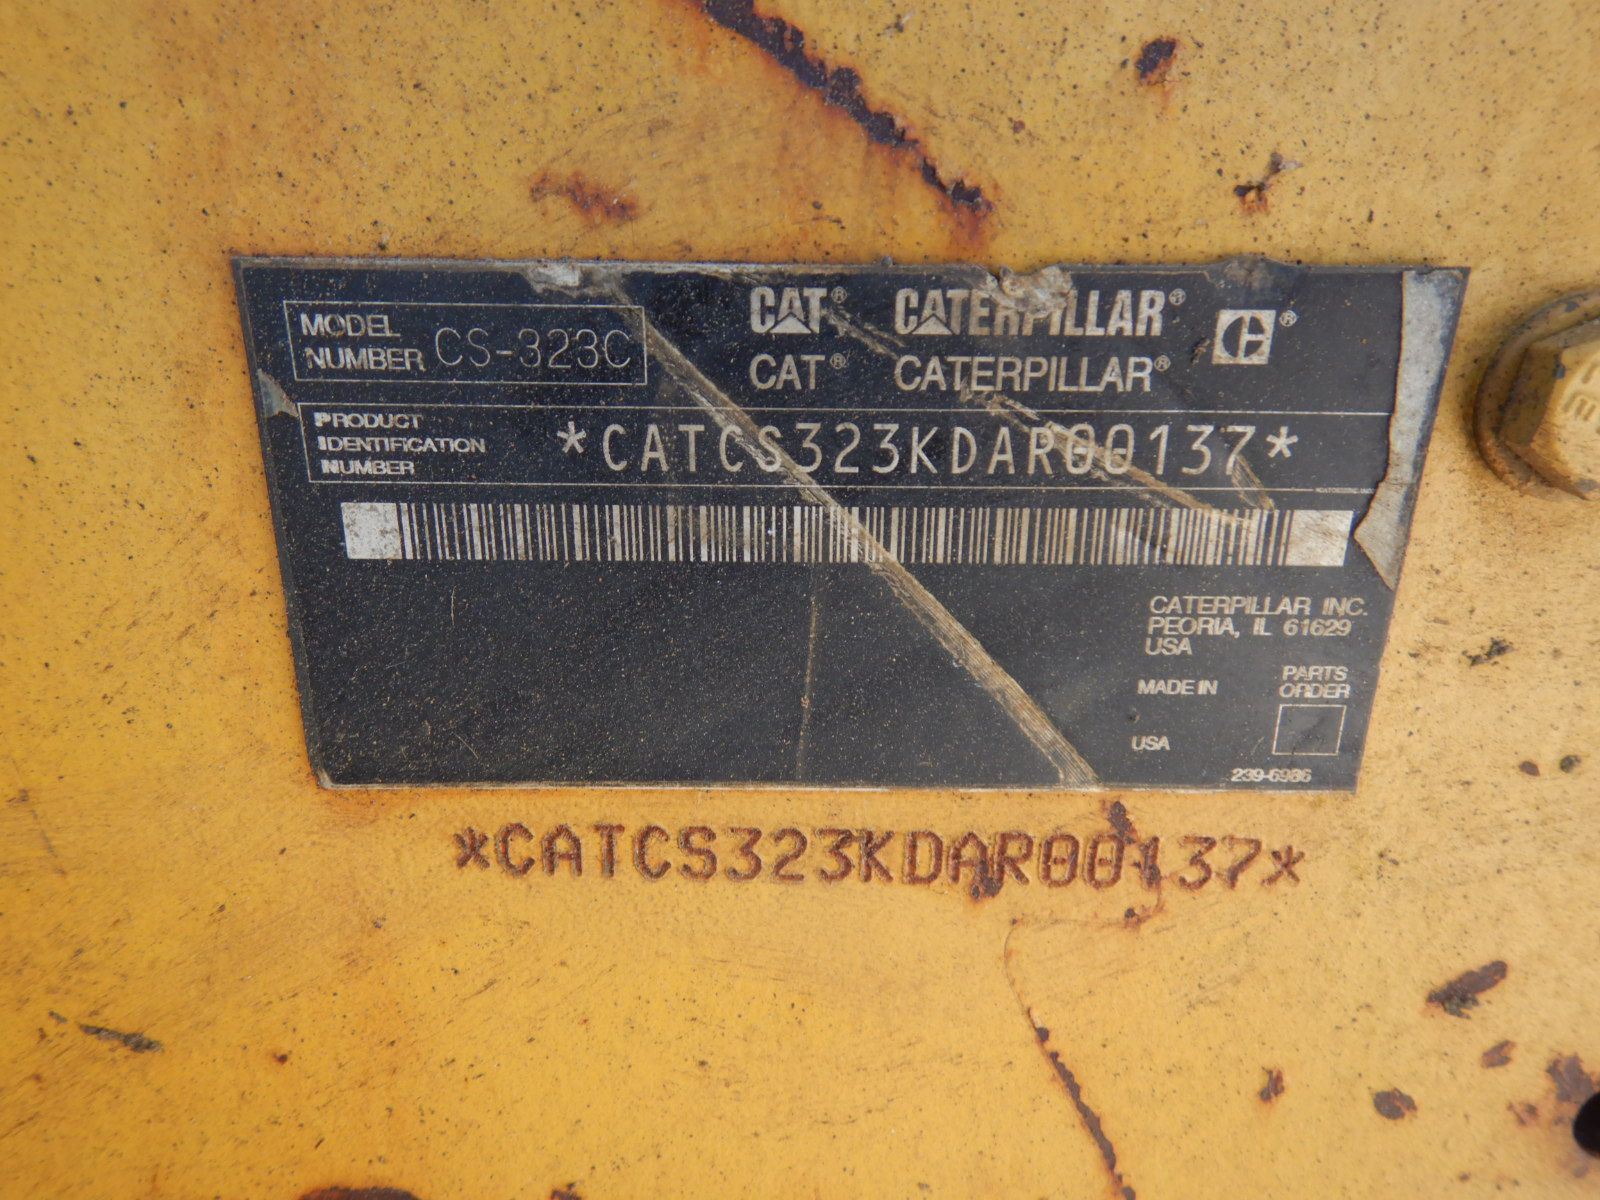 MODEL
NUMBER CS-323C
CAT® CATERPILLAR® C®
CAT® CATERPILLAR®
PRODUCT
IDENTIFICATION
NUMBER
*CATCS323KDAR00137*
CATERPILLAR INC.
PEORIA, IL 61629
USA
MADE IN
USA
PARTS
ORDER
239-6986
*CATCS323KDAR00137*